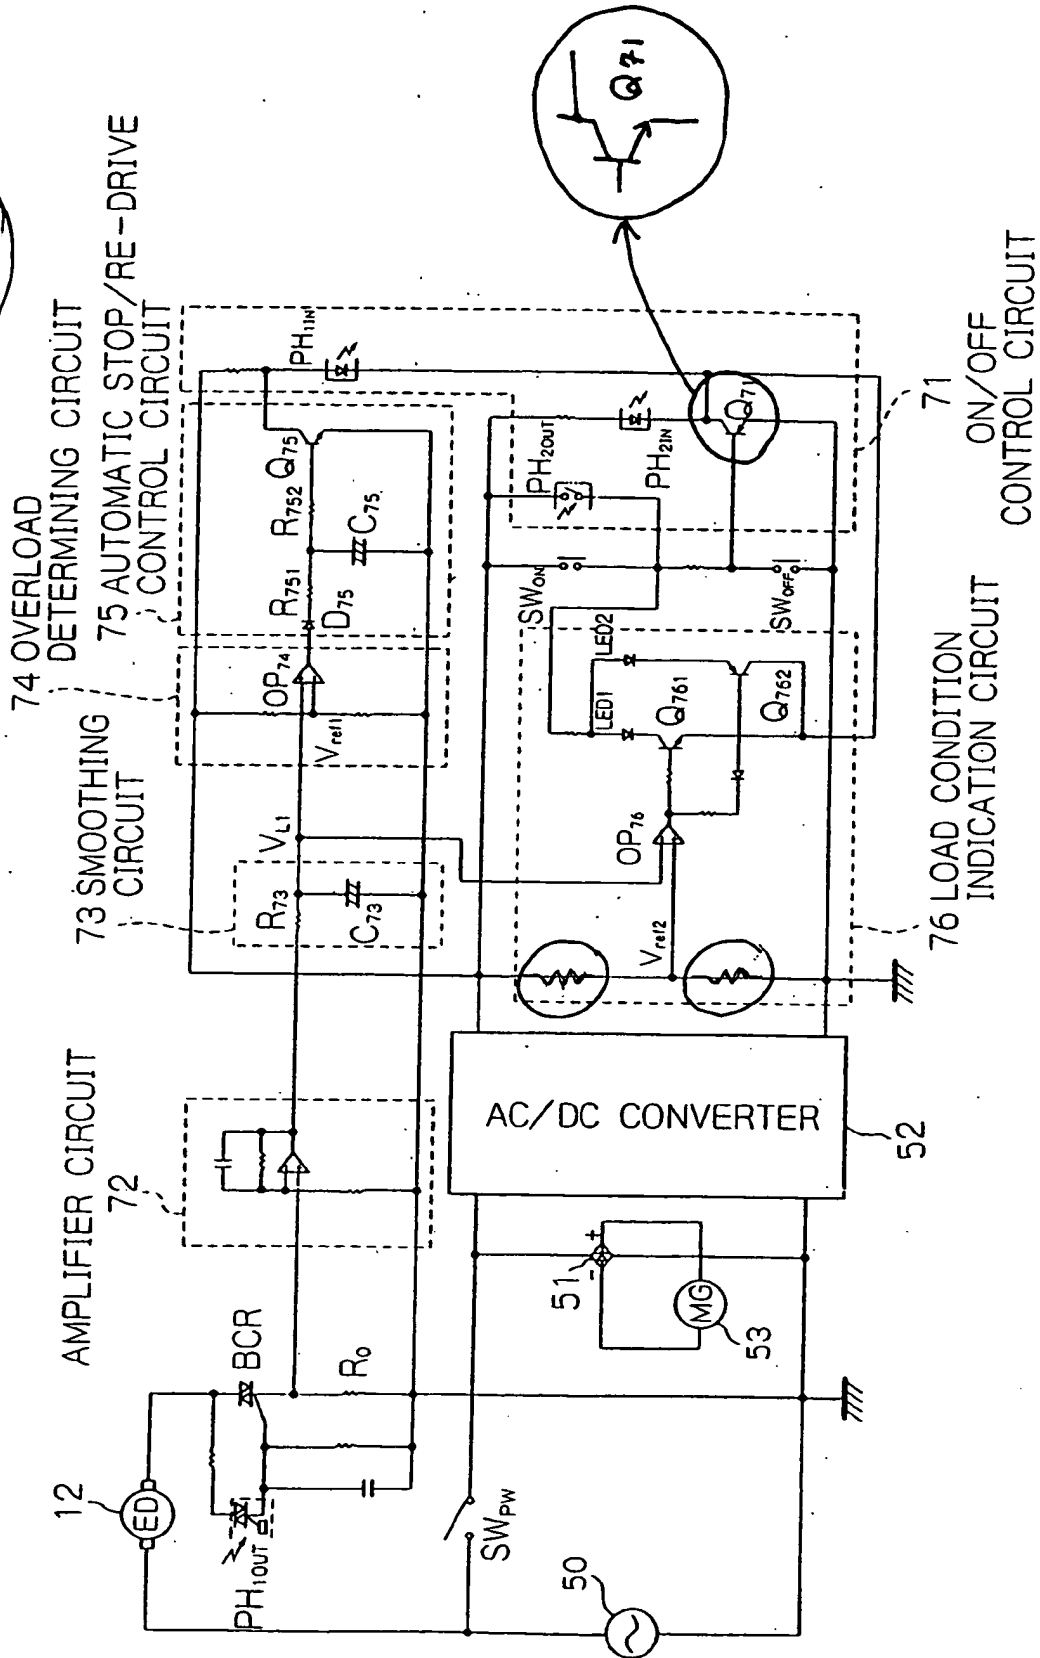 74 OVERLOAD
DETERMINING CIRCUIT
75 AUTOMATIC STOP/RE-DRIVE
CONTROL CIRCUIT
73 SMOOTHING
CIRCUIT
AMPLIFIER CIRCUIT
72
12
ED
BCR
PH1OUT
R0
R73
C73
VL1
Vref1
OP74
D75
R751
R752
C75
Q75
PH11N
Q71
SWPW
50
51
+
-
MG
53
AC/DC CONVERTER
52
Vref2
OP76
LED1
LED2
Q761
Q762
SWON
SWOFF
PH2OUT
PH2IN
Q71
71
ON/OFF
CONTROL CIRCUIT
76 LOAD CONDITION
INDICATION CIRCUIT